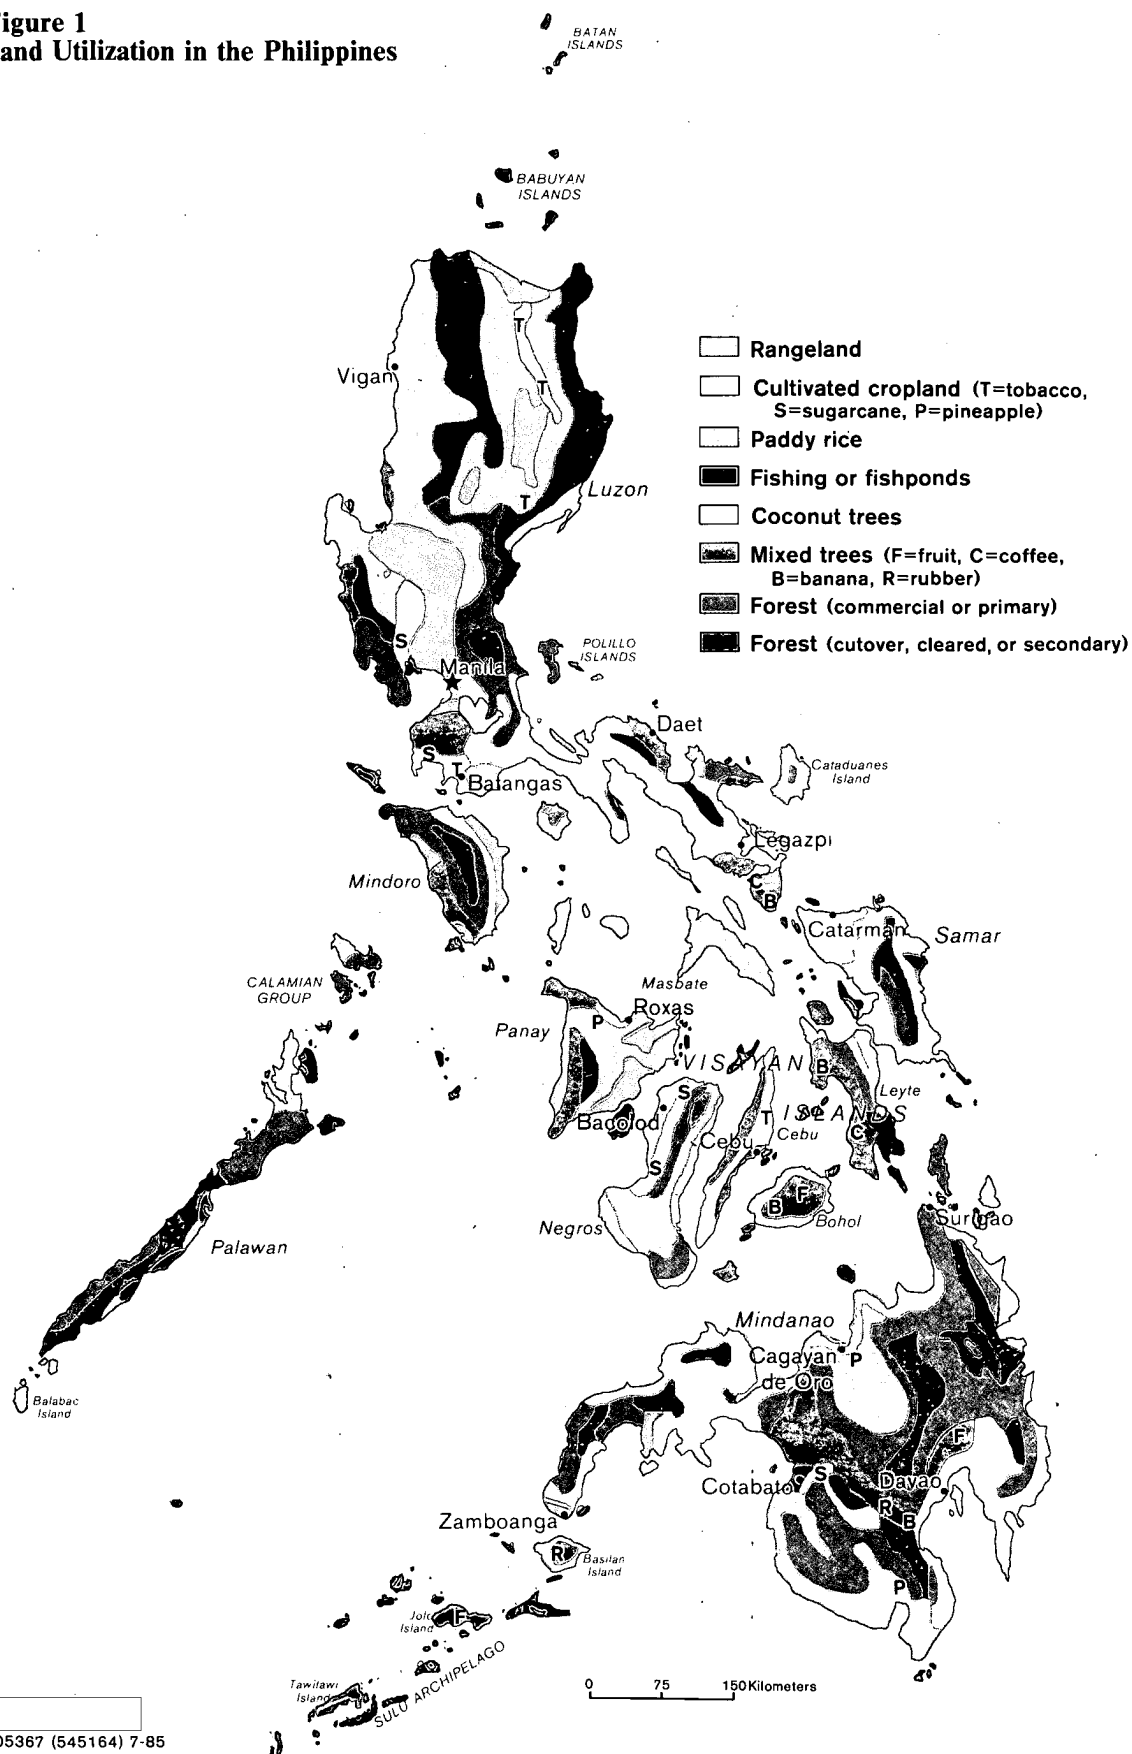 igure 1
and Utilization in the Philippines
BATAN
ISLANDS
BABUYAN
ISLANDS
T
Vigan
T
Rangeland
Cultivated cropland (T=tobacco,
S=sugarcane, P=pineapple)
Paddy rice
Fishing or fishponds
Coconut trees
Mixed trees (F=fruit, C=coffee,
B=banana, R=rubber)
Forest (commercial or primary)
Forest (cutover, cleared, or secondary)
Luzon
T
S
POLILLO
ISLANDS
Manila
Daet
S
T
Batangas
Cataduanes
Island
Legazpi
Mindoro
C
B
Catarman
Samar
CALAMIAN
GROUP
Masbate
Roxas
Panay
P
VISAYAN
ISLANDS
B
Leyte
S
Bacolod
T
Cebu
Cebu
C
S
B
F
Bohol
Negros
Surigao
Palawan
Mindanao
Cagayan
de Oro
P
Balabac
Island
F
Cotabato
S
Davao
R
B
Zamboanga
R
Basilan
Island
P
Jolo
Island
F
Tawitawi
Island
SULU ARCHIPELAGO
0 75 150 Kilometers
05367 (545164) 7-85